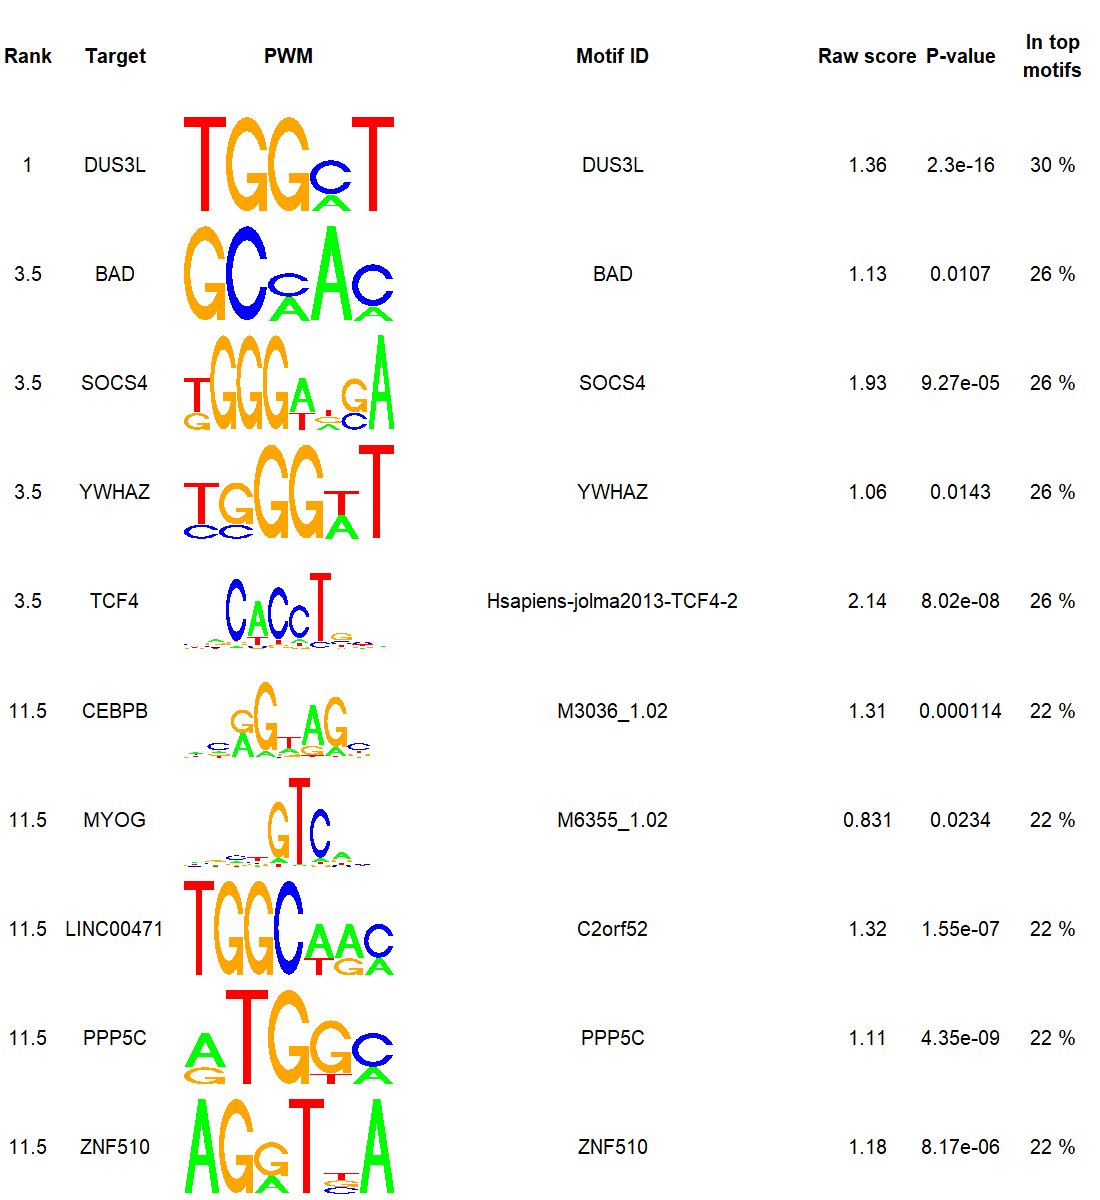 Rank Target PWM Motif ID Raw score P-value In top motifs
1 DUS3L DUS3L 1.36 2.3e-16 30 %
3.5 BAD BAD 1.13 0.0107 26 %
3.5 SOCS4 SOCS4 1.93 9.27e-05 26 %
3.5 YWHAZ YWHAZ 1.06 0.0143 26 %
3.5 TCF4 Hsapiens-jolma2013-TCF4-2 2.14 8.02e-08 26 %
11.5 CEBPB M3036_1.02 1.31 0.000114 22 %
11.5 MYOG M6355_1.02 0.831 0.0234 22 %
11.5 LINC00471 C2orf52 1.32 1.55e-07 22 %
11.5 PPP5C PPP5C 1.11 4.35e-09 22 %
11.5 ZNF510 ZNF510 1.18 8.17e-06 22 %